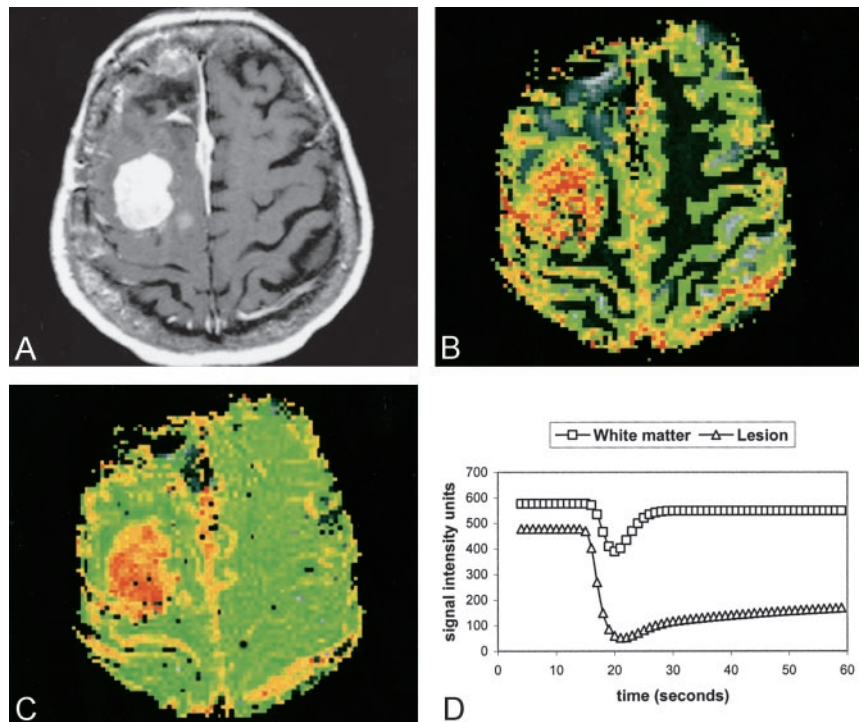 A
B
C
D
White matter
Lesion
signal intensity units
700
600
500
400
300
200
100
0
0 10 20 30 40 50 60
time (seconds)